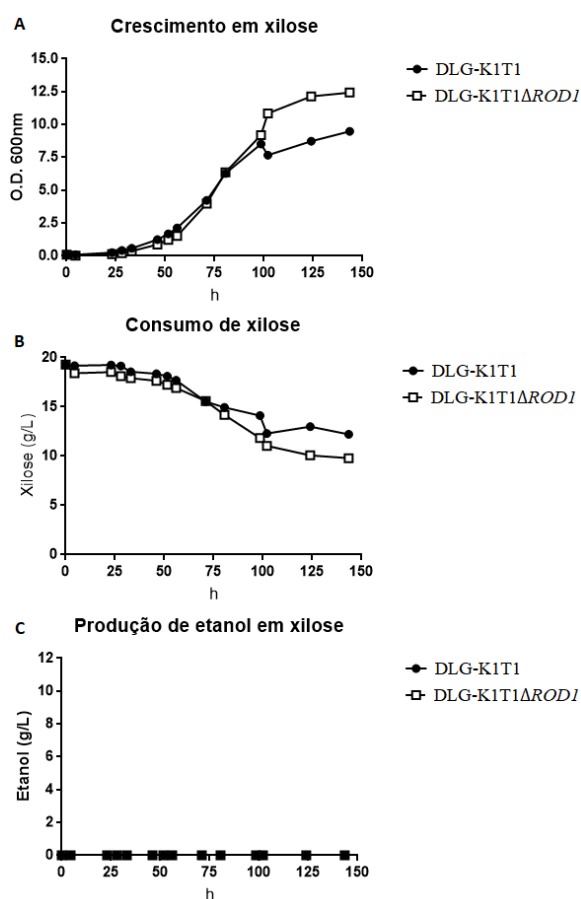 A
Crescimento em xilose
O.D. 600nm
15.0
12.5
10.0
7.5
5.0
2.5
0.0
0 25 50 75 100 125 150
h
DLG-K1T1
DLG-K1T1ΔROD1
B
Consumo de xilose
Xilose (g/L)
20
15
10
5
0
0 25 50 75 100 125 150
h
DLG-K1T1
DLG-K1T1ΔROD1
C
Produção de etanol em xilose
Etanol (g/L)
12
10
8
6
4
2
0
0 25 50 75 100 125 150
h
DLG-K1T1
DLG-K1T1ΔROD1